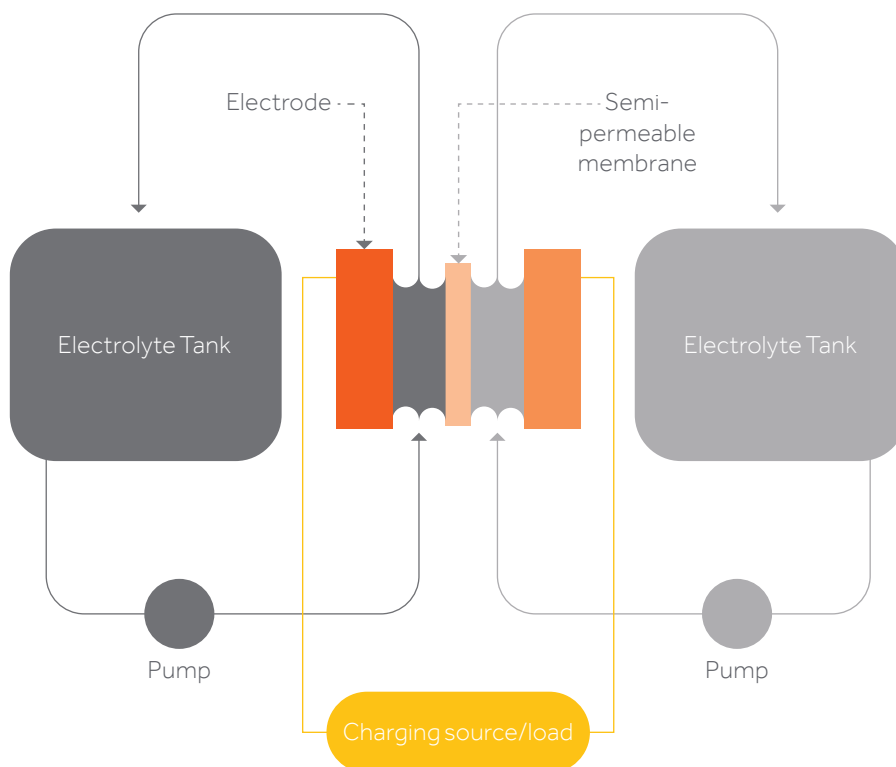 Electrode
Semi-
permeable
membrane
Electrolyte Tank
Electrolyte Tank
Pump
Pump
Charging source/load